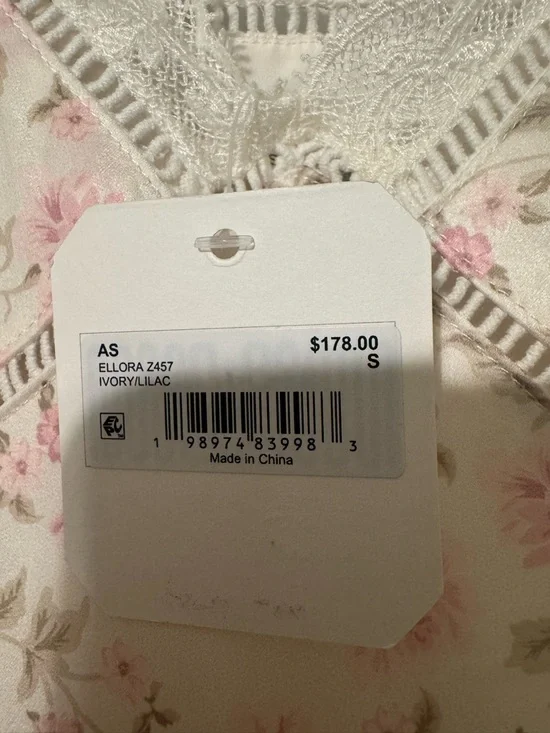 AS
$178.00
ELLORA Z457
S
IVORY/LILAC
1 98974 83998 3
Made in China